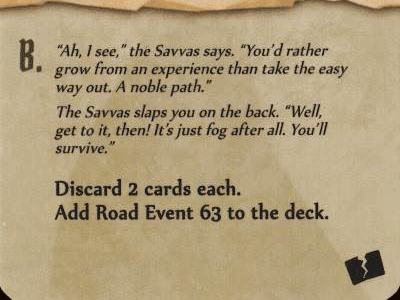 B. "Ah, I see," the Savvas says. "You'd rather
grow from an experience than take the easy
way out. A noble path."
The Savvas slaps you on the back. "Well,
get to it, then! It's just fog after all. You'll
survive."
Discard 2 cards each.
Add Road Event 63 to the deck.